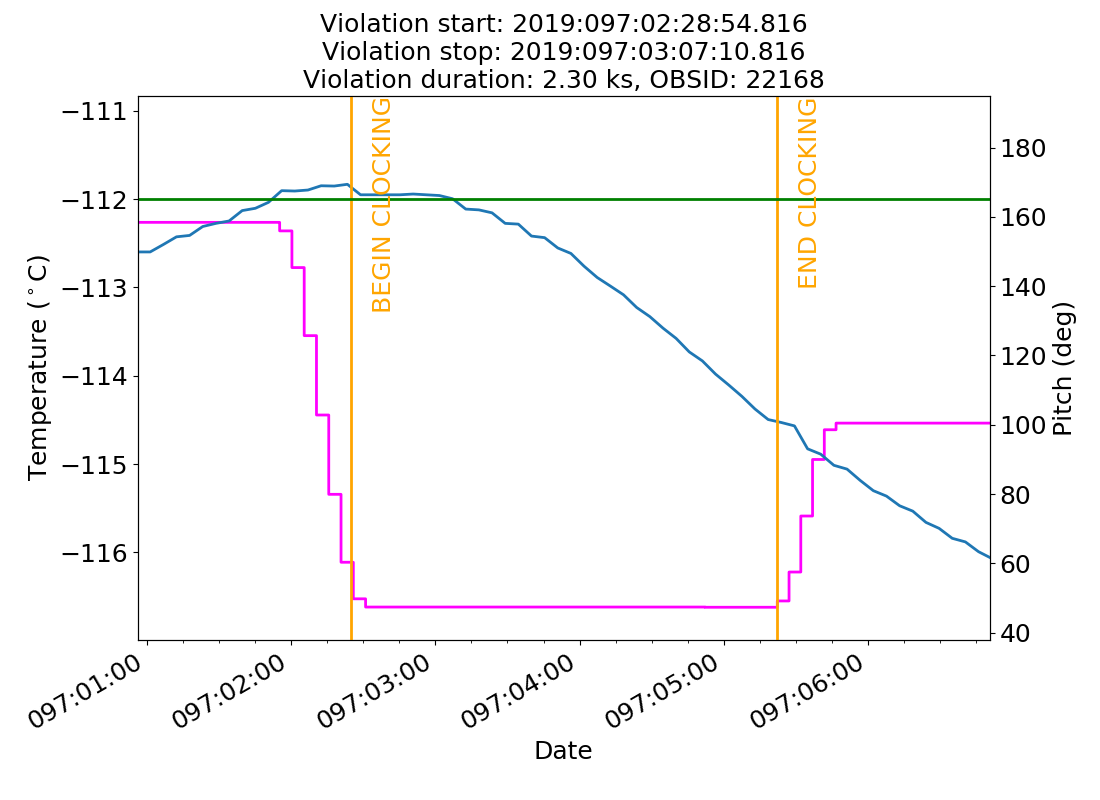 Violation start: 2019:097:02:28:54.816
Violation stop: 2019:097:03:07:10.816
Violation duration: 2.30 ks, OBSID: 22168
−111
−112
−113
−114
−115
−116
Temperature (°C)
BEGIN CLOCKING
END CLOCKING
180
160
140
120
100
80
60
40
Pitch (deg)
097:01:00
097:02:00
097:03:00
097:04:00
097:05:00
097:06:00
Date